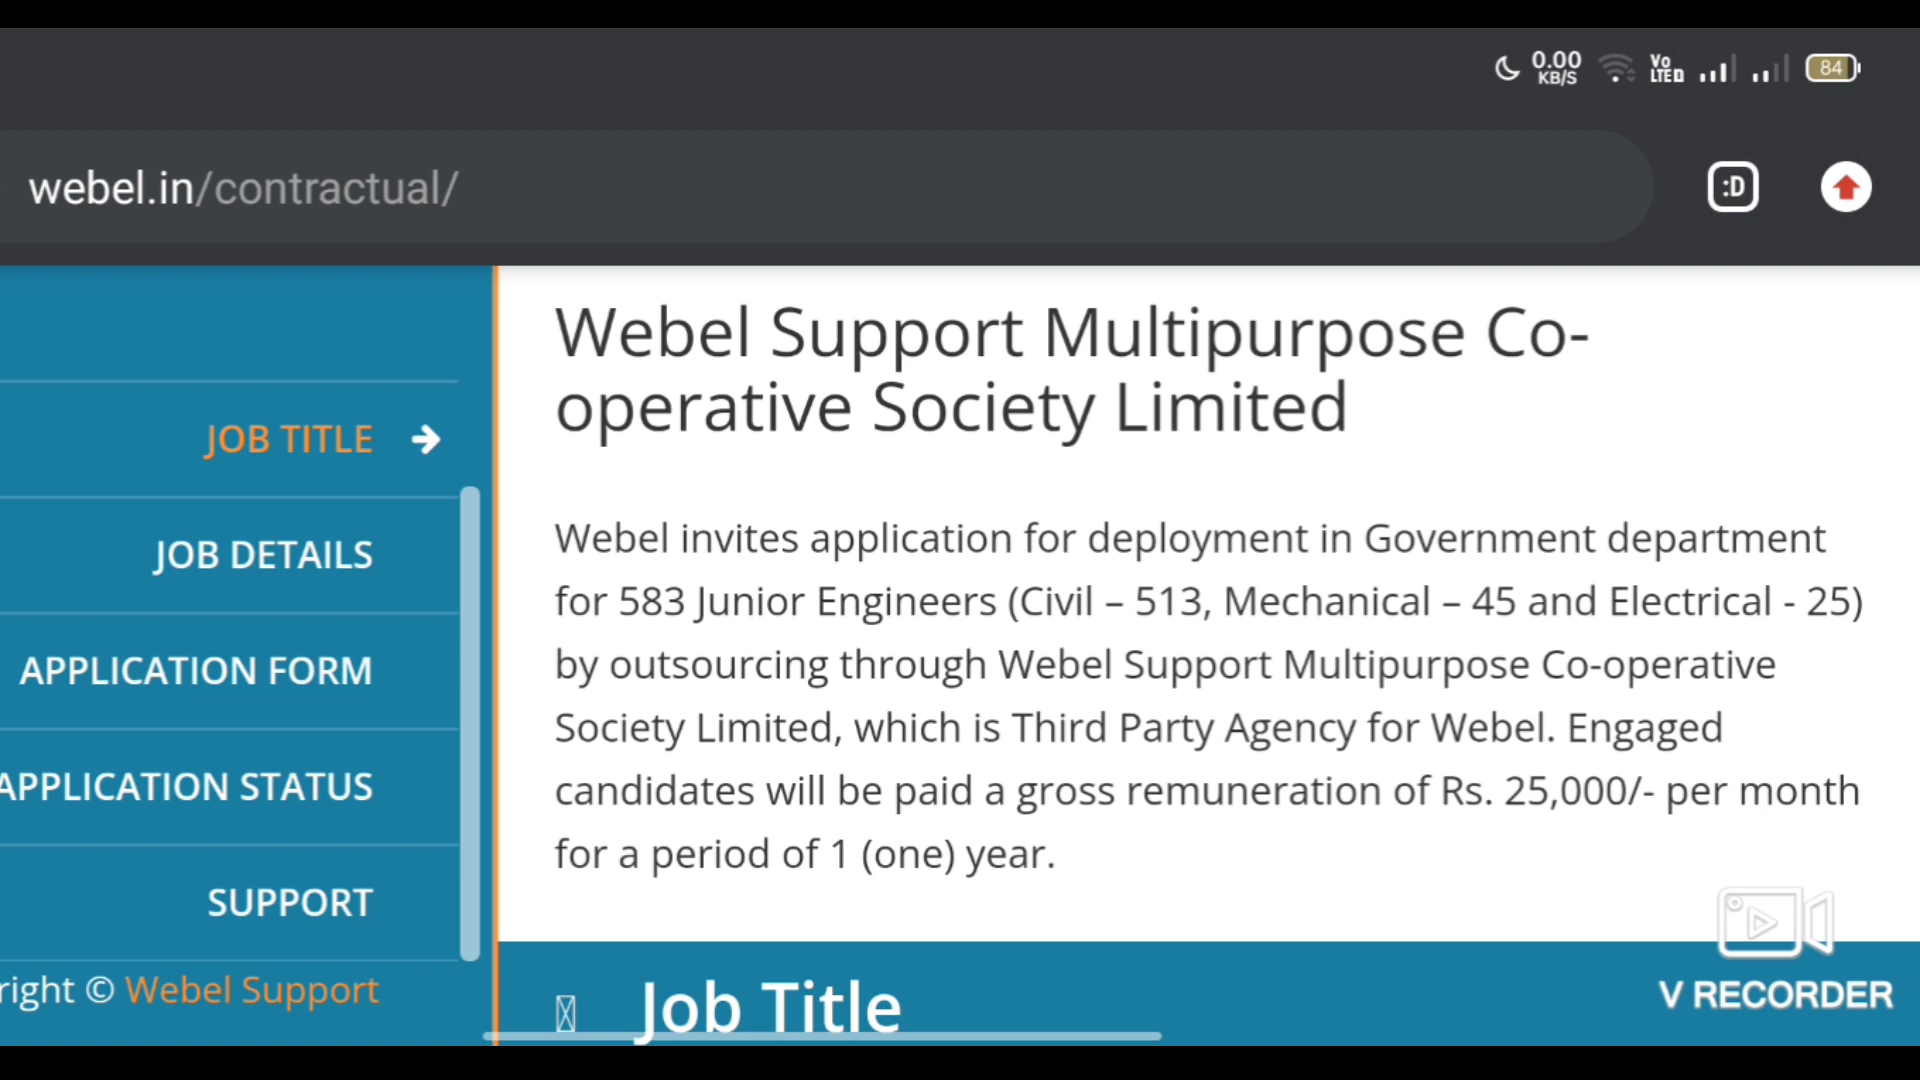 0.00
KB/S
Vo
LTE D
84
webel.in/contractual/
:D
JOB TITLE
JOB DETAILS
APPLICATION FORM
APPLICATION STATUS
SUPPORT
right © Webel Support
Webel Support Multipurpose Co-
operative Society Limited
Webel invites application for deployment in Government department
for 583 Junior Engineers (Civil – 513, Mechanical – 45 and Electrical - 25)
by outsourcing through Webel Support Multipurpose Co-operative
Society Limited, which is Third Party Agency for Webel. Engaged
candidates will be paid a gross remuneration of Rs. 25,000/- per month
for a period of 1 (one) year.
Job Title
V RECORDER